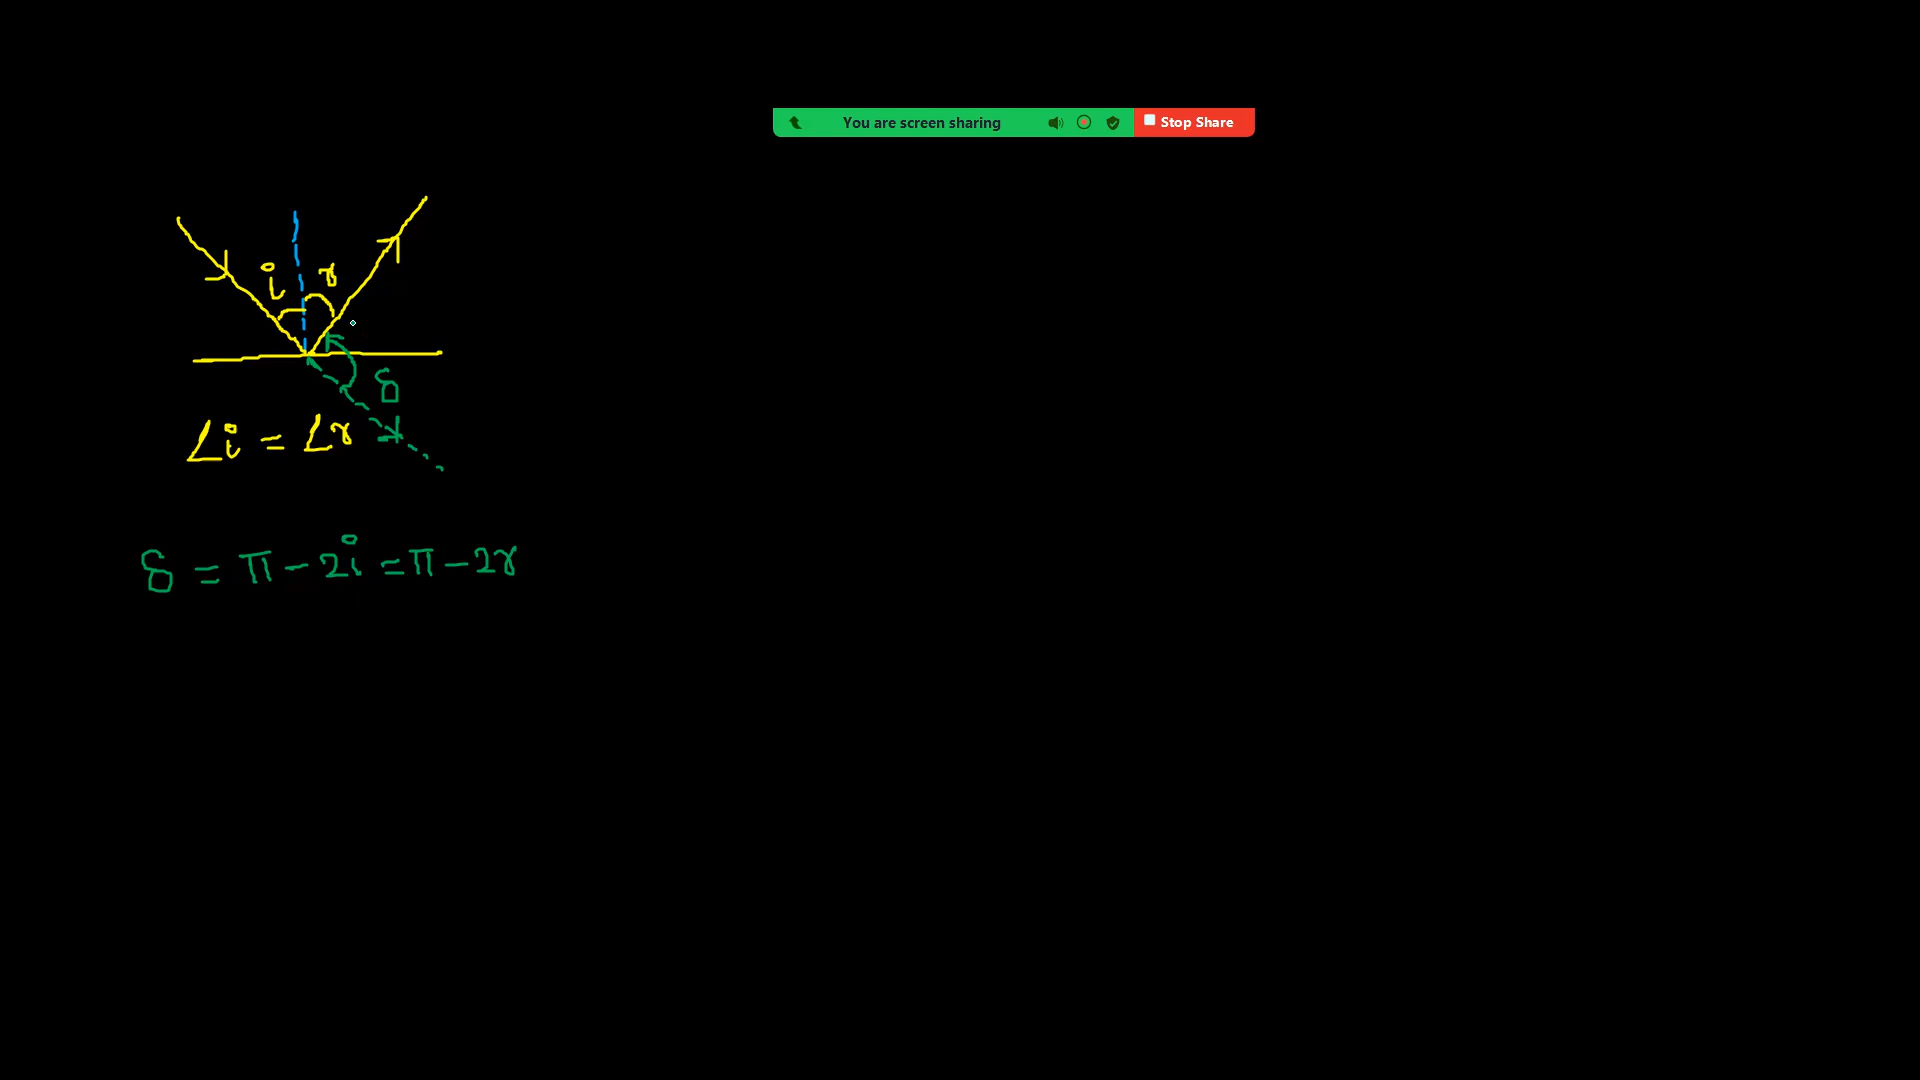 You are screen sharing Stop Share
i r
δ
∠i = ∠r
δ = π - 2i = π - 2r